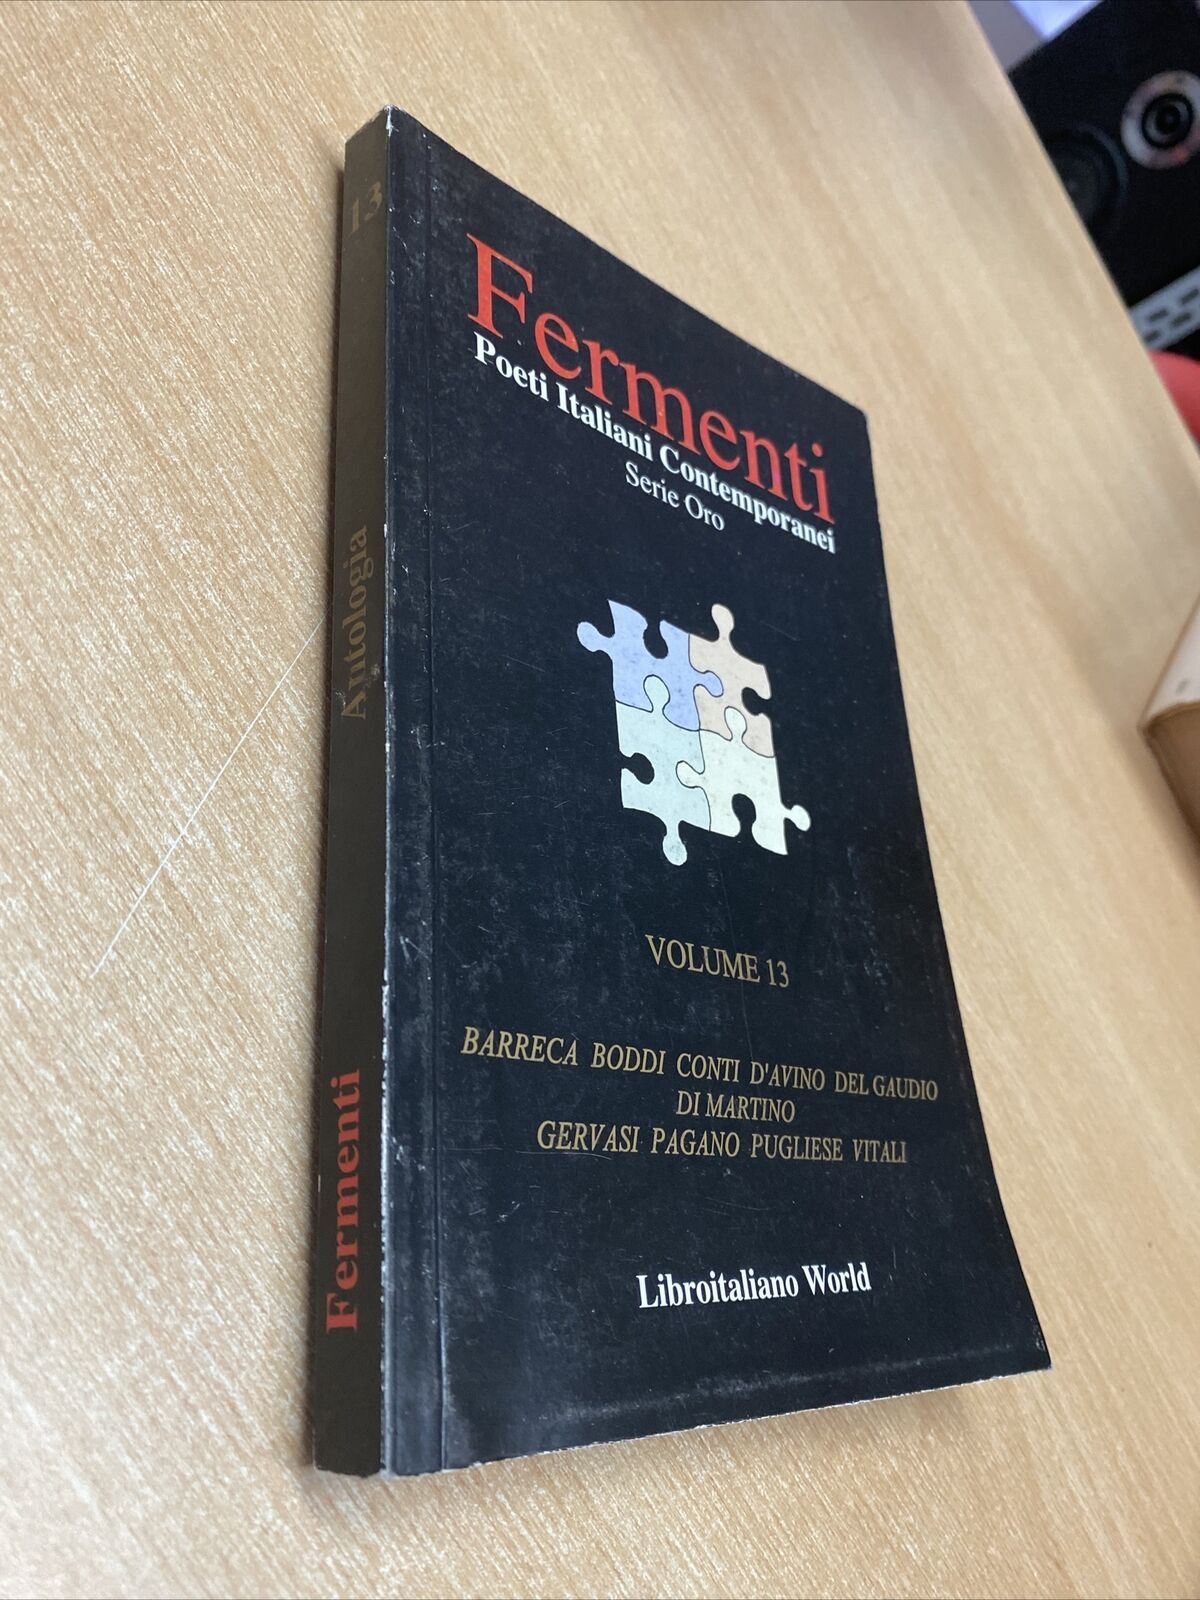 Fermenti
Poeti Italiani Contemporanei
Serie Oro
VOLUME 13
BARRECA BODDI CONTI D'AVINO DEL GAUDIO
DI MARTINO
GERVASI PAGANO PUGLIESE VITALI
Libroitaliano World
Fermenti
Antologia
13